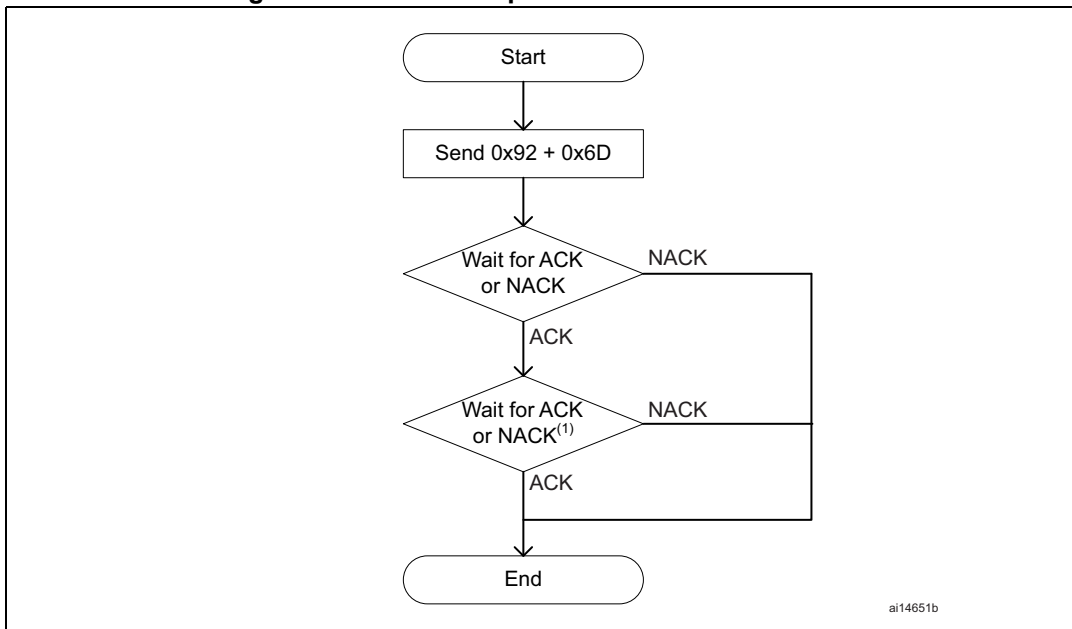 Start
Send 0x92 + 0x6D
Wait for ACK
or NACK
NACK
ACK
Wait for ACK
or NACK(1)
NACK
ACK
End
ai14651b